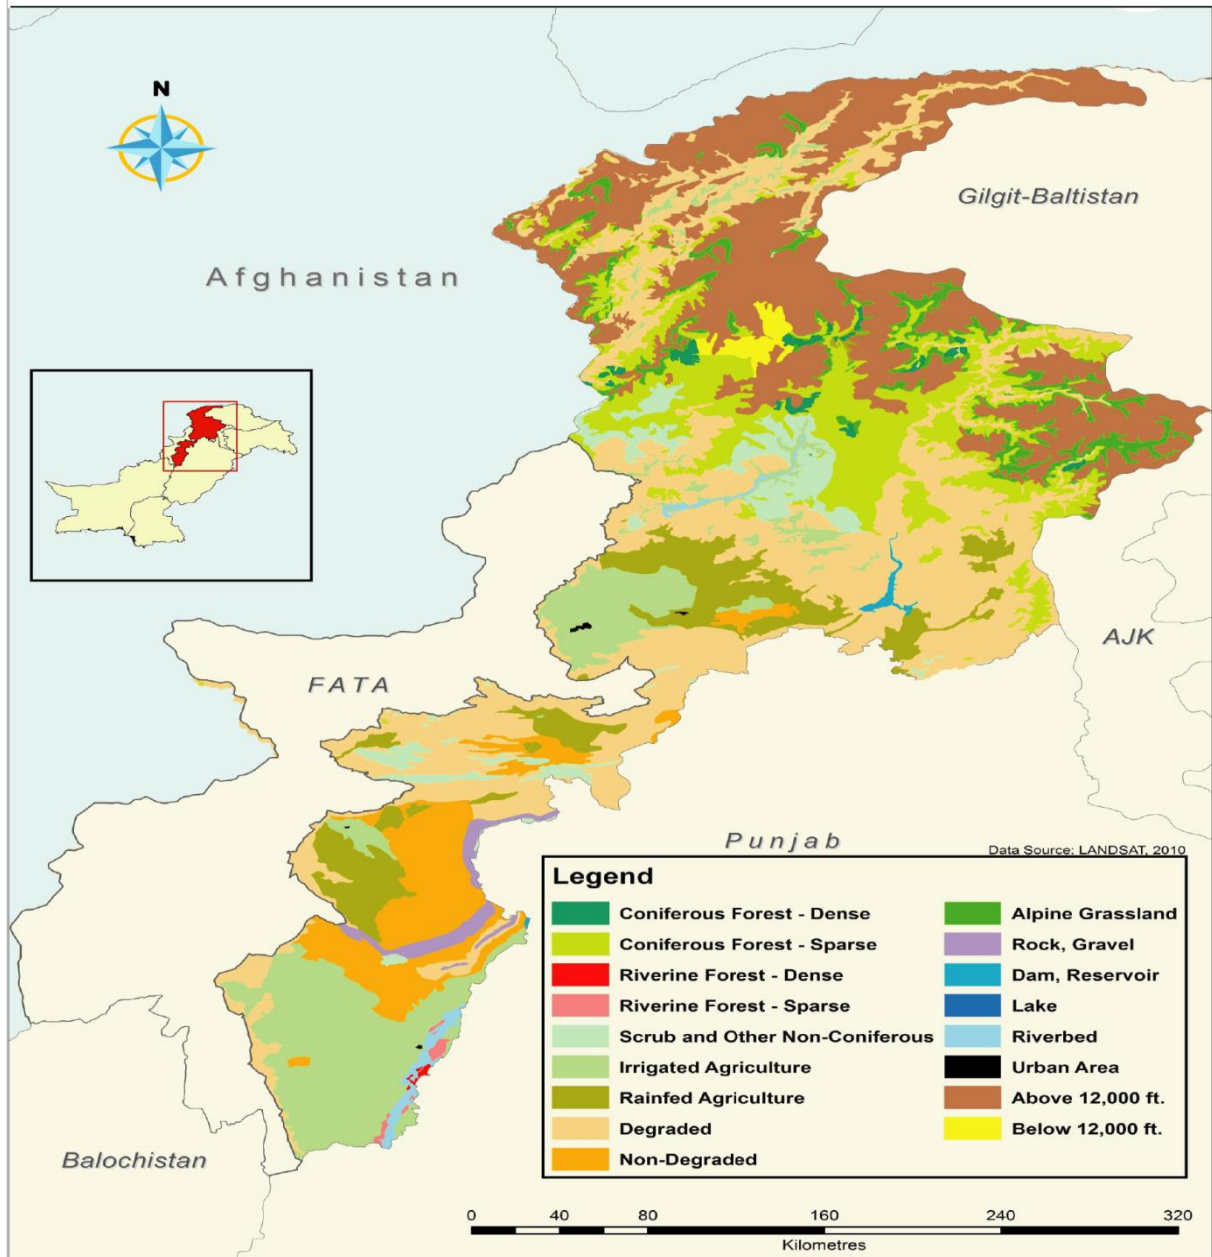 N
Gilgit-Baltistan
Afghanistan
AJK
FATA
Punjab
Data Source: LANDSAT, 2010
Legend
Coniferous Forest - Dense
Coniferous Forest - Sparse
Riverine Forest - Dense
Riverine Forest - Sparse
Scrub and Other Non-Coniferous
Irrigated Agriculture
Rainfed Agriculture
Degraded
Non-Degraded
Alpine Grassland
Rock, Gravel
Dam, Reservoir
Lake
Riverbed
Urban Area
Above 12,000 ft.
Below 12,000 ft.
Balochistan
0 40 80 160 240 320
Kilometres